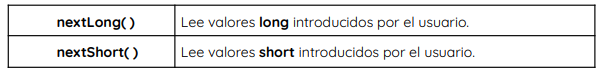 nextLong( ) Lee valores long introducidos por el usuario.
nextShort( ) Lee valores short introducidos por el usuario.